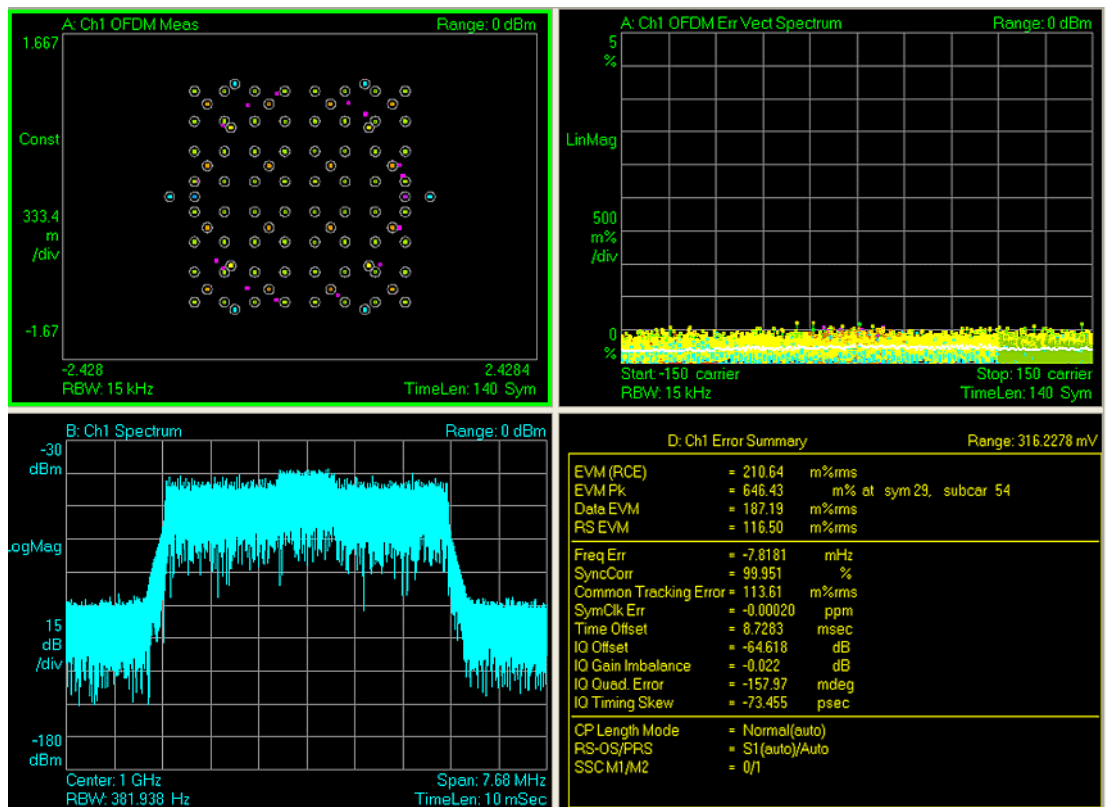 A: Ch1 OFDM Meas Range: 0 dBm
1.667
Const
333.4
m
/div
-1.67
-2.428 2.4284
RBW: 15 kHz TimeLen: 140 Sym
A: Ch1 OFDM Err Vect Spectrum Range: 0 dBm
5
%
LinMag
500
m%
/div
0
%
Start: -150 carrier Stop: 150 carrier
RBW: 15 kHz TimeLen: 140 Sym
B: Ch1 Spectrum Range: 0 dBm
-30
dBm
LogMag
15
dB
/div
-180
dBm
Center: 1 GHz Span: 7.68 MHz
RBW: 381.938 Hz TimeLen: 10 mSec
D: Ch1 Error Summary Range: 316.2278 mV
EVM (RCE) = 210.64 m%rms
EVM Pk = 646.43 m% at sym 29, subcar 54
Data EVM = 187.19 m%rms
RS EVM = 116.50 m%rms
Freq Err = -7.8181 mHz
SyncCorr = 99.951 %
Common Tracking Error = 113.61 m%rms
SymClk Err = -0.00020 ppm
Time Offset = 8.7283 msec
IQ Offset = -64.618 dB
IQ Gain Imbalance = -0.022 dB
IQ Quad. Error = -157.97 mdeg
IQ Timing Skew = -73.455 psec
CP Length Mode = Normal(auto)
RS-OS/PRS = S1(auto)/Auto
SSC M1/M2 = 0/1